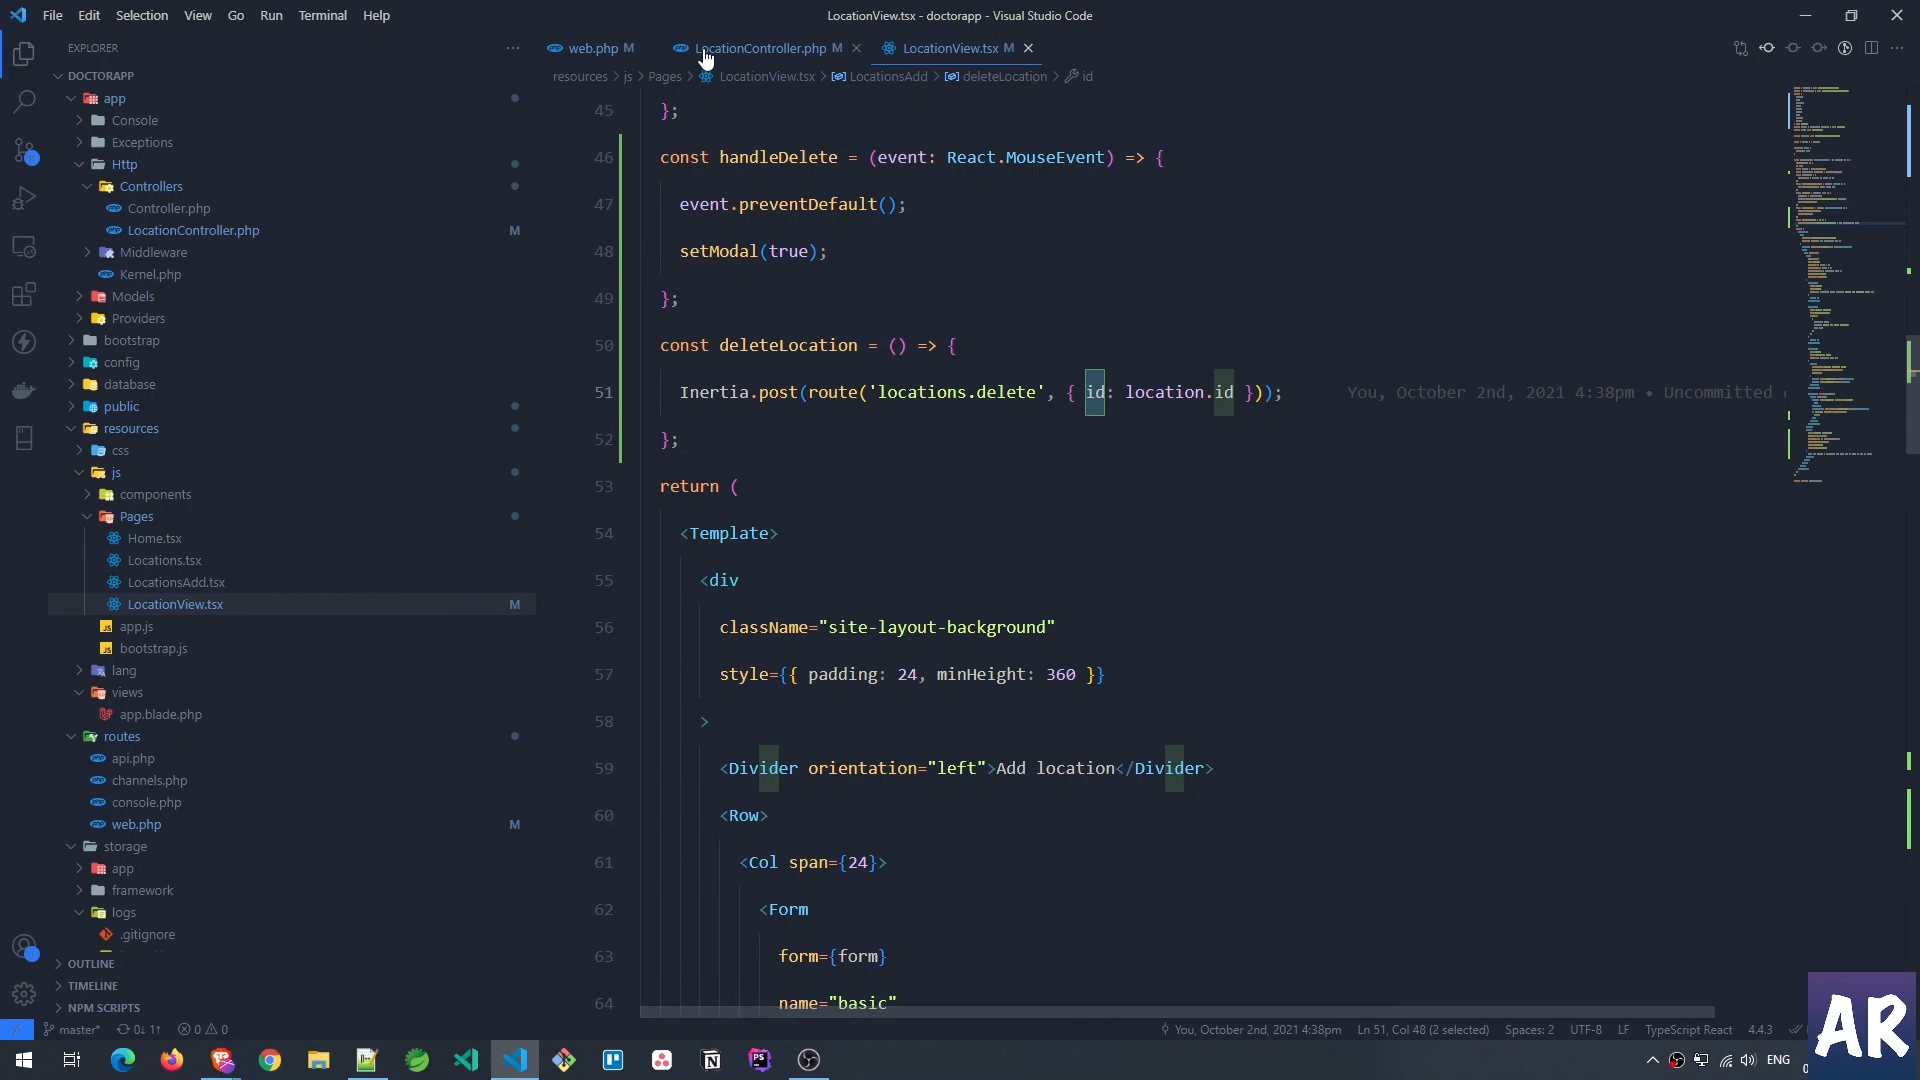 File Edit Selection View Go Run Terminal Help
LocationView.tsx - doctorapp - Visual Studio Code
EXPLORER
DOCTORAPP
app
Console
Exceptions
Http
Controllers
Controller.php
LocationController.php M
Middleware
Kernel.php
Models
Providers
bootstrap
config
database
public
resources
css
js
components
Pages
Home.tsx
Locations.tsx
LocationsAdd.tsx
LocationView.tsx M
app.js
bootstrap.js
lang
views
app.blade.php
routes
api.php
channels.php
console.php
web.php M
storage
app
framework
logs
.gitignore
OUTLINE
TIMELINE
NPM SCRIPTS
web.php M LocationController.php M LocationView.tsx M
resources > js > Pages > LocationView.tsx > LocationsAdd > deleteLocation > id
45 };
46 const handleDelete = (event: React.MouseEvent) => {
47 event.preventDefault();
48 setModal(true);
49 };
50 const deleteLocation = () => {
51 Inertia.post(route('locations.delete', { id: location.id })); You, October 2nd, 2021 4:38pm • Uncommitted
52 };
53 return (
54 <Template>
55 <div
56 className="site-layout-background"
57 style={{ padding: 24, minHeight: 360 }}
58 >
59 <Divider orientation="left">Add location</Divider>
60 <Row>
61 <Col span={24}>
62 <Form
63 form={form}
64 name="basic"
master* 0↓ 1↑ 0 0 You, October 2nd, 2021 4:38pm Ln 51, Col 48 (2 selected) Spaces: 2 UTF-8 LF TypeScript React 4.4.3
ENG
AR